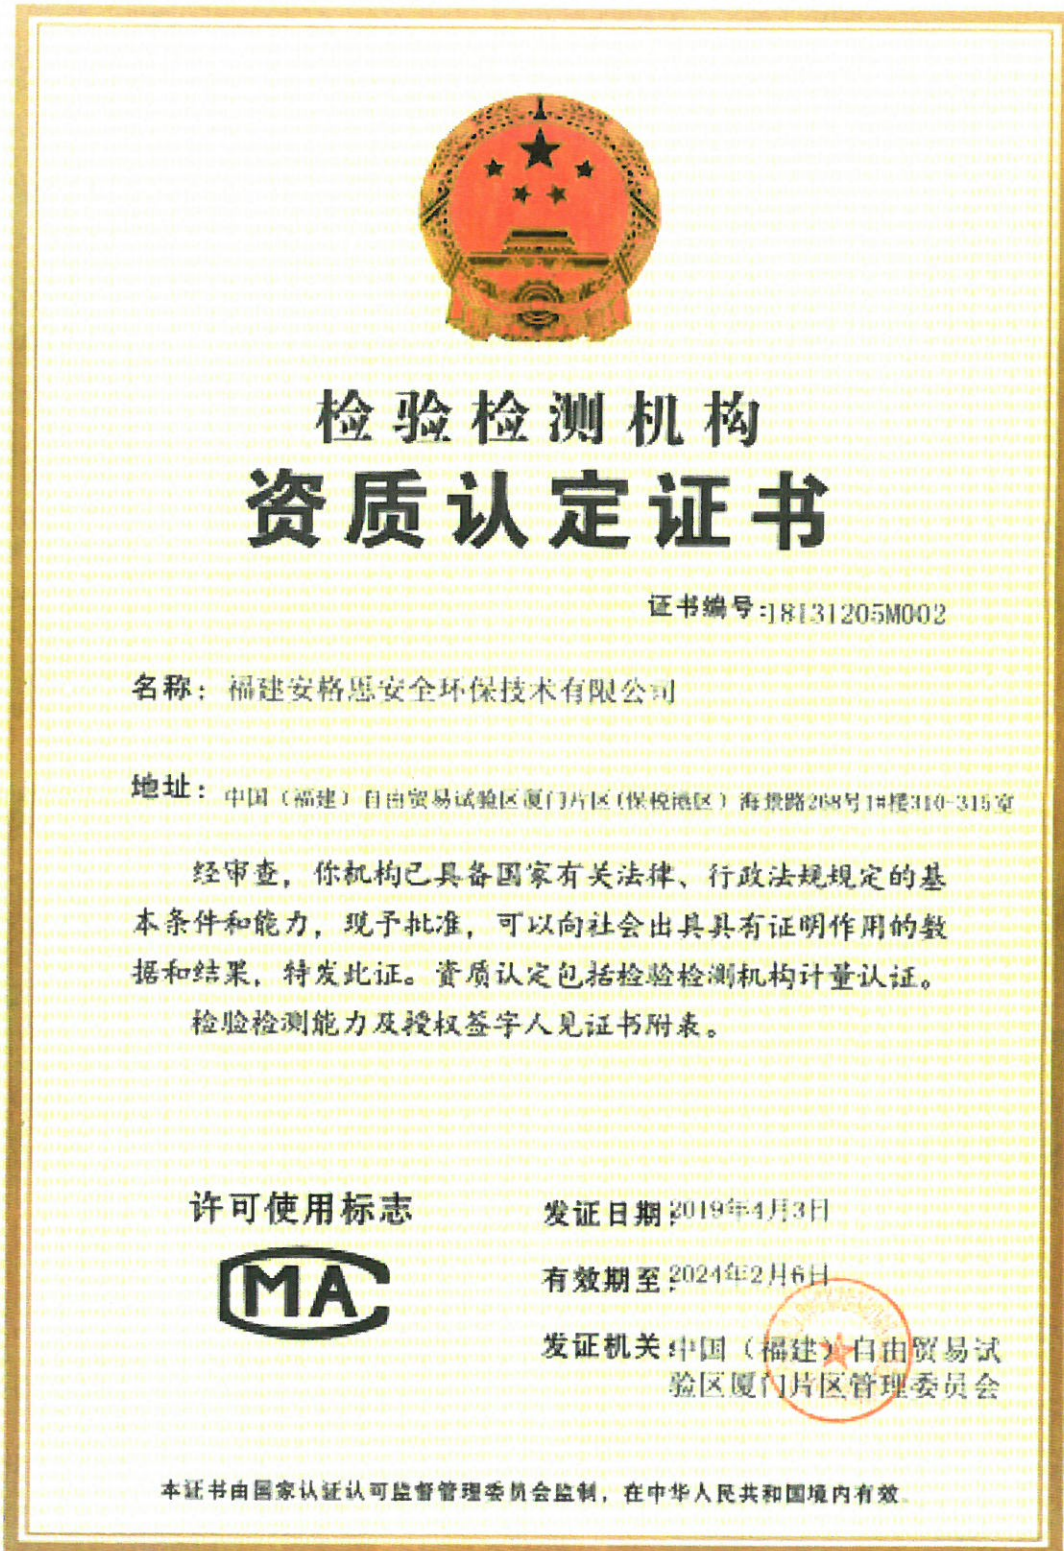 检验检测机构
资质认定证书
证书编号:18131205M002
名称：福建安格思安全环保技术有限公司
地址：中国（福建）自由贸易试验区厦门片区(保税港区）海景路268号1#楼310-315室
经审查，你机构已具备国家有关法律、行政法规规定的基
本条件和能力，现予批准，可以向社会出具具有证明作用的数
据和结果，特发此证。资质认定包括检验检测机构计量认证。
检验检测能力及授权签字人见证书附表。
许可使用标志
MA
发证日期:2019年4月3日
有效期至:2024年2月6日
发证机关:中国（福建）自由贸易试
验区厦门片区管理委员会
本证书由国家认证认可监督管理委员会监制，在中华人民共和国境内有效。